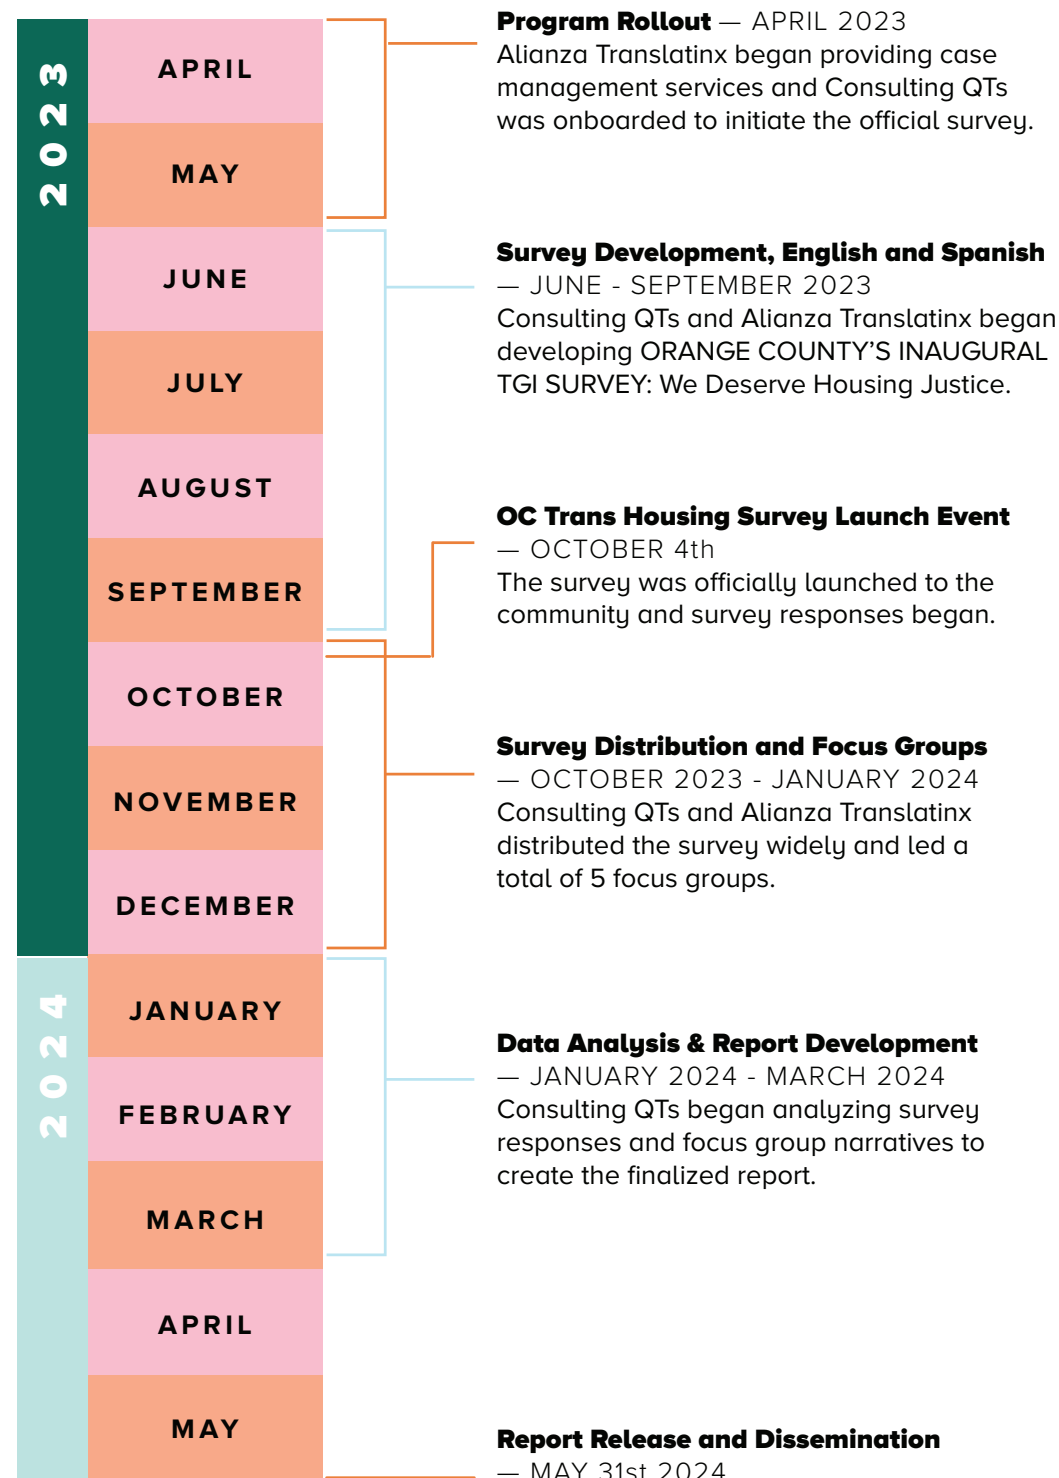 2023
APRIL
MAY
JUNE
JULY
AUGUST
SEPTEMBER
OCTOBER
NOVEMBER
DECEMBER
2024
JANUARY
FEBRUARY
MARCH
APRIL
MAY
Program Rollout — APRIL 2023
Alianza Translatinx began providing case
management services and Consulting QTs
was onboarded to initiate the official survey.
Survey Development, English and Spanish
— JUNE - SEPTEMBER 2023
Consulting QTs and Alianza Translatinx began
developing ORANGE COUNTY’S INAUGURAL
TGI SURVEY: We Deserve Housing Justice.
OC Trans Housing Survey Launch Event
— OCTOBER 4th
The survey was officially launched to the
community and survey responses began.
Survey Distribution and Focus Groups
— OCTOBER 2023 - JANUARY 2024
Consulting QTs and Alianza Translatinx
distributed the survey widely and led a
total of 5 focus groups.
Data Analysis & Report Development
— JANUARY 2024 - MARCH 2024
Consulting QTs began analyzing survey
responses and focus group narratives to
create the finalized report.
Report Release and Dissemination
— MAY 31st 2024